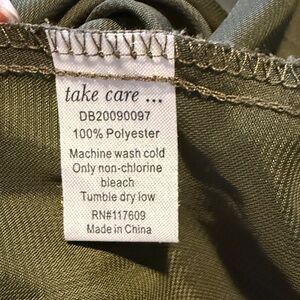 take care ...
DB20090097
100% Polyester
Machine wash cold
Only non-chlorine
bleach
Tumble dry low
RN#117609
Made in China